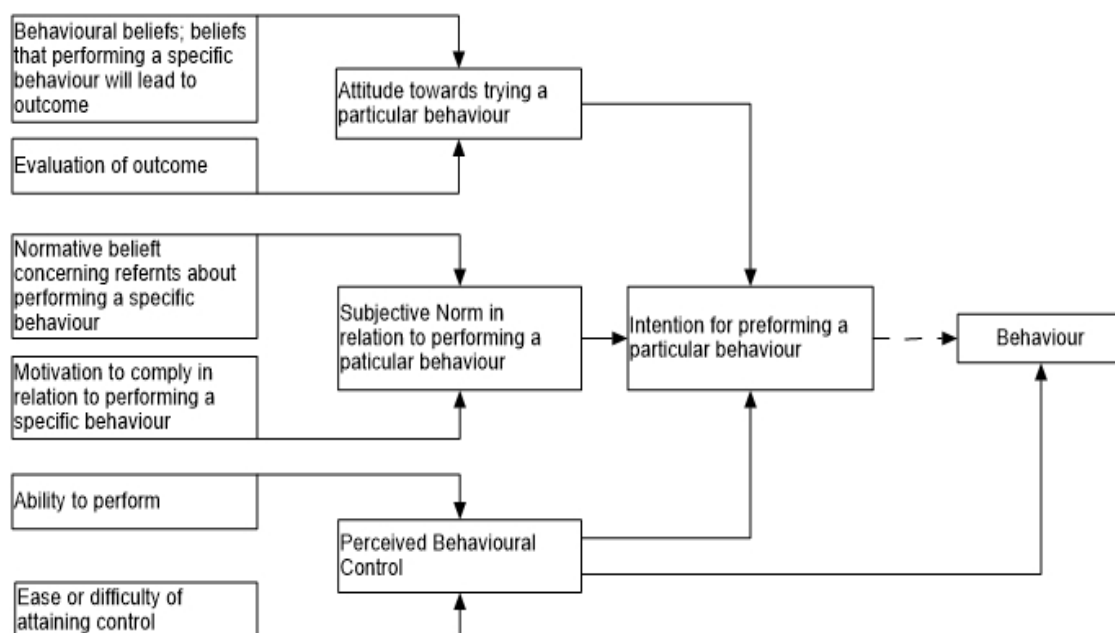 Behavioural beliefs; beliefs
that performing a specific
behaviour will lead to
outcome
Evaluation of outcome
Attitude towards trying a
particular behaviour
Normative belieft
concerning refernts about
performing a specific
behaviour
Motivation to comply in
relation to performing a
specific behaviour
Subjective Norm in
relation to performing a
paticular behaviour
Intention for preforming a
particular behaviour
Behaviour
Ability to perform
Ease or difficulty of
attaining control
Perceived Behavioural
Control